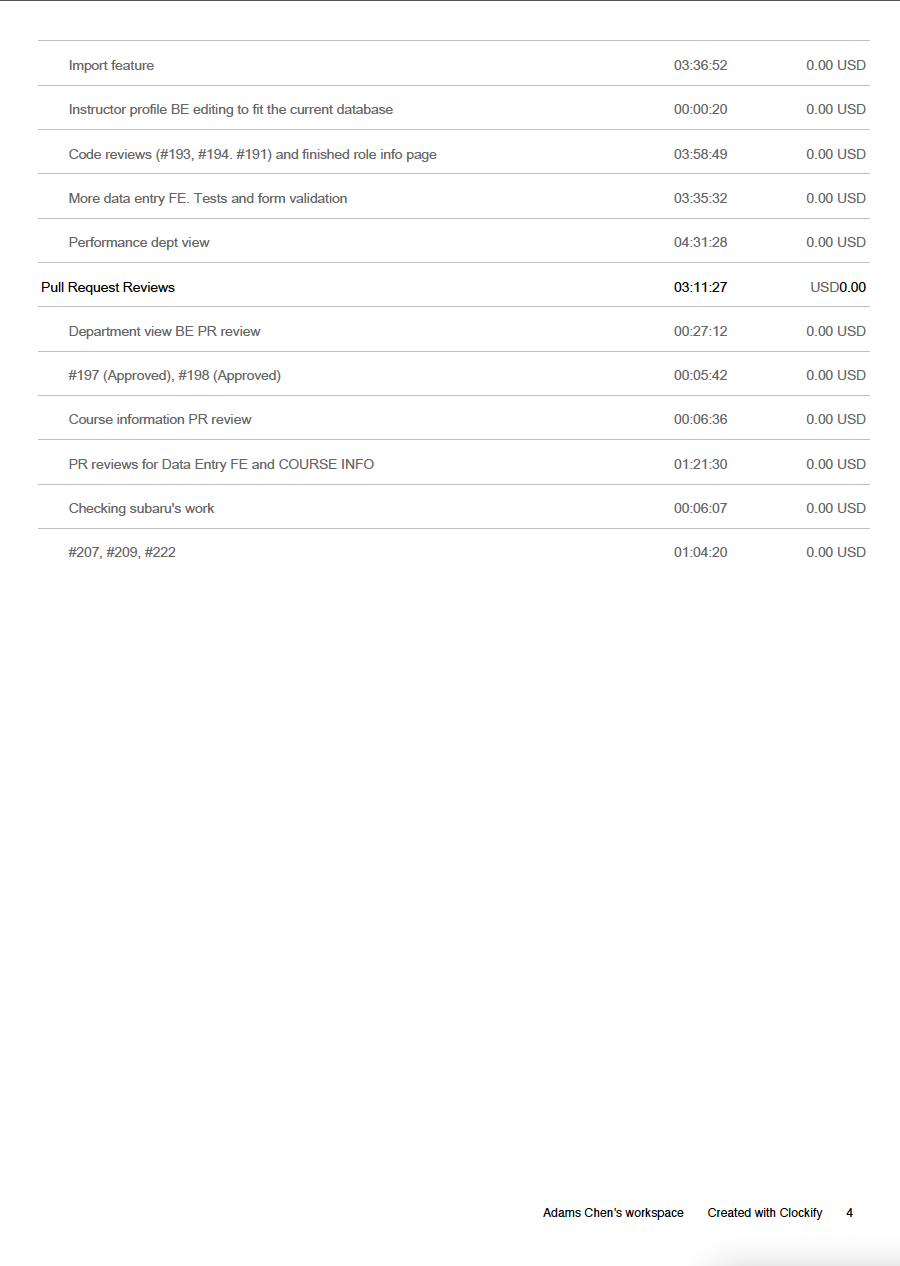 Import feature 03:36:52 0.00 USD
Instructor profile BE editing to fit the current database 00:00:20 0.00 USD
Code reviews (#193, #194. #191) and finished role info page 03:58:49 0.00 USD
More data entry FE. Tests and form validation 03:35:32 0.00 USD
Performance dept view 04:31:28 0.00 USD
Pull Request Reviews 03:11:27 USD0.00
Department view BE PR review 00:27:12 0.00 USD
#197 (Approved), #198 (Approved) 00:05:42 0.00 USD
Course information PR review 00:06:36 0.00 USD
PR reviews for Data Entry FE and COURSE INFO 01:21:30 0.00 USD
Checking subaru's work 00:06:07 0.00 USD
#207, #209, #222 01:04:20 0.00 USD
Adams Chen's workspace Created with Clockify 4